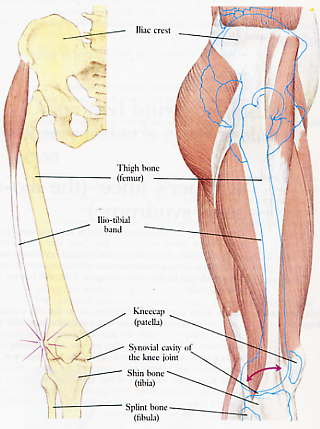 Iliac crest
Thigh bone
(femur)
Ilio-tibial
band
Kneecap
(patella)
Synovial cavity of
the knee joint
Shin bone
(tibia)
Splint bone
(fibula)